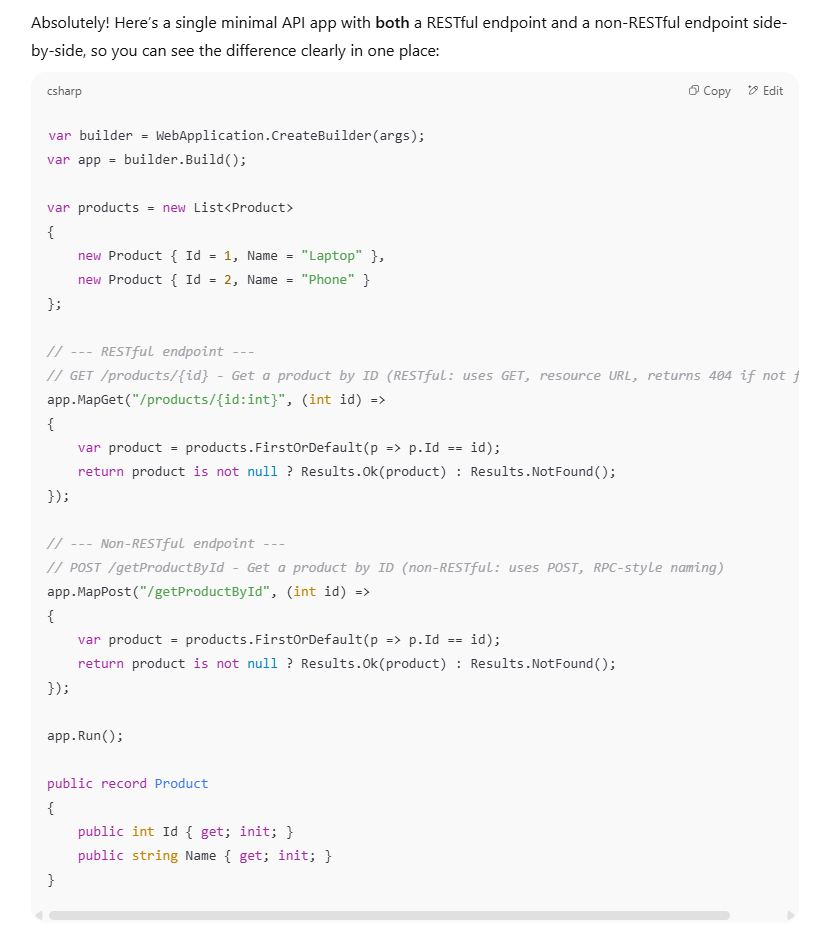 Absolutely! Here's a single minimal API app with both a RESTful endpoint and a non-RESTful endpoint side-
by-side, so you can see the difference clearly in one place:
csharp
Copy
Edit
var builder = WebApplication.CreateBuilder(args);
var app = builder.Build();
var products = new List<Product>
{
    new Product { Id = 1, Name = "Laptop" },
    new Product { Id = 2, Name = "Phone" }
};
// --- RESTful endpoint ---
// GET /products/{id} - Get a product by ID (RESTful: uses GET, resource URL, returns 404 if not
app.MapGet("/products/{id:int}", (int id) =>
{
    var product = products.FirstOrDefault(p => p.Id == id);
    return product is not null ? Results.Ok(product) : Results.NotFound();
});
// --- Non-RESTful endpoint ---
// POST /getProductById - Get a product by ID (non-RESTful: uses POST, RPC-style naming)
app.MapPost("/getProductById", (int id) =>
{
    var product = products.FirstOrDefault(p => p.Id == id);
    return product is not null ? Results.Ok(product) : Results.NotFound();
});
app.Run();
public record Product
{
    public int Id { get; init; }
    public string Name { get; init; }
}